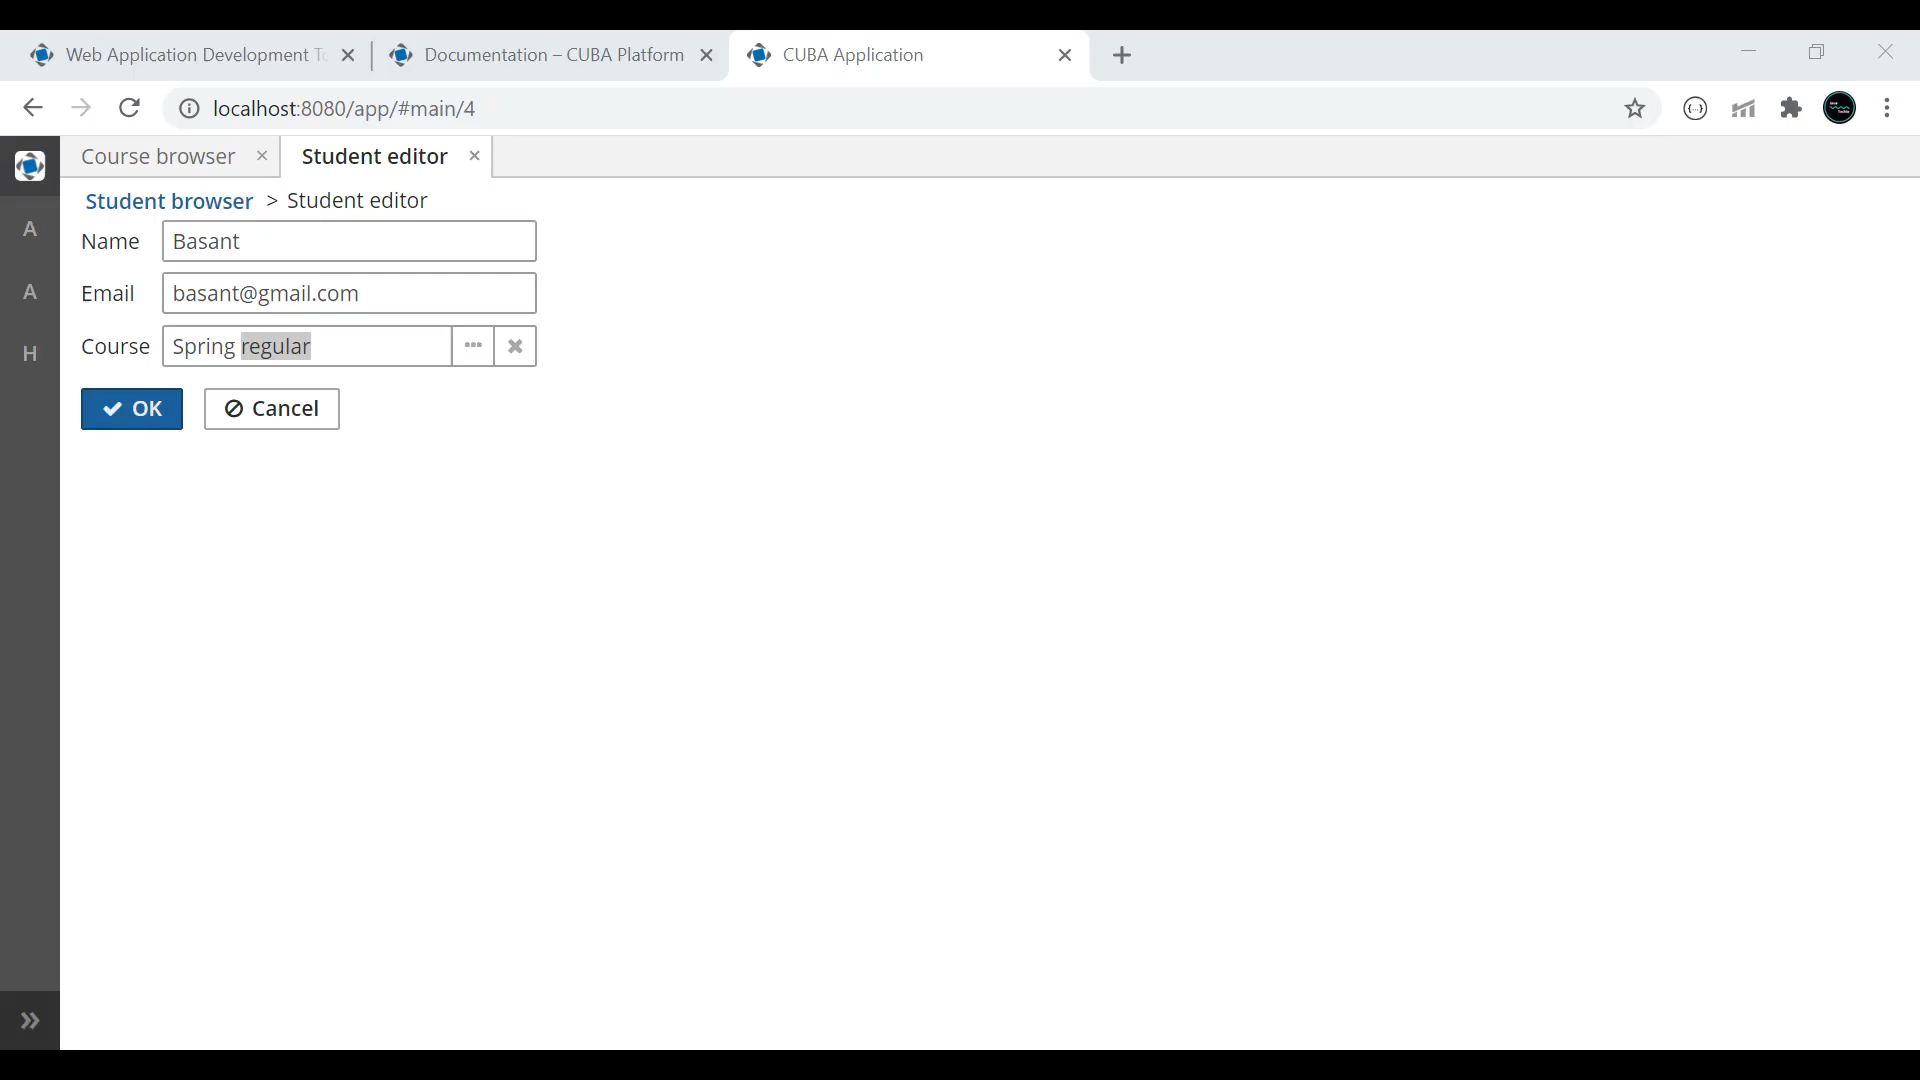 Web Application Development To
Documentation – CUBA Platform
CUBA Application
localhost:8080/app/#main/4
Course browser
Student editor
Student browser > Student editor
Name Basant
Email basant@gmail.com
Course Spring regular
OK Cancel
A
A
H